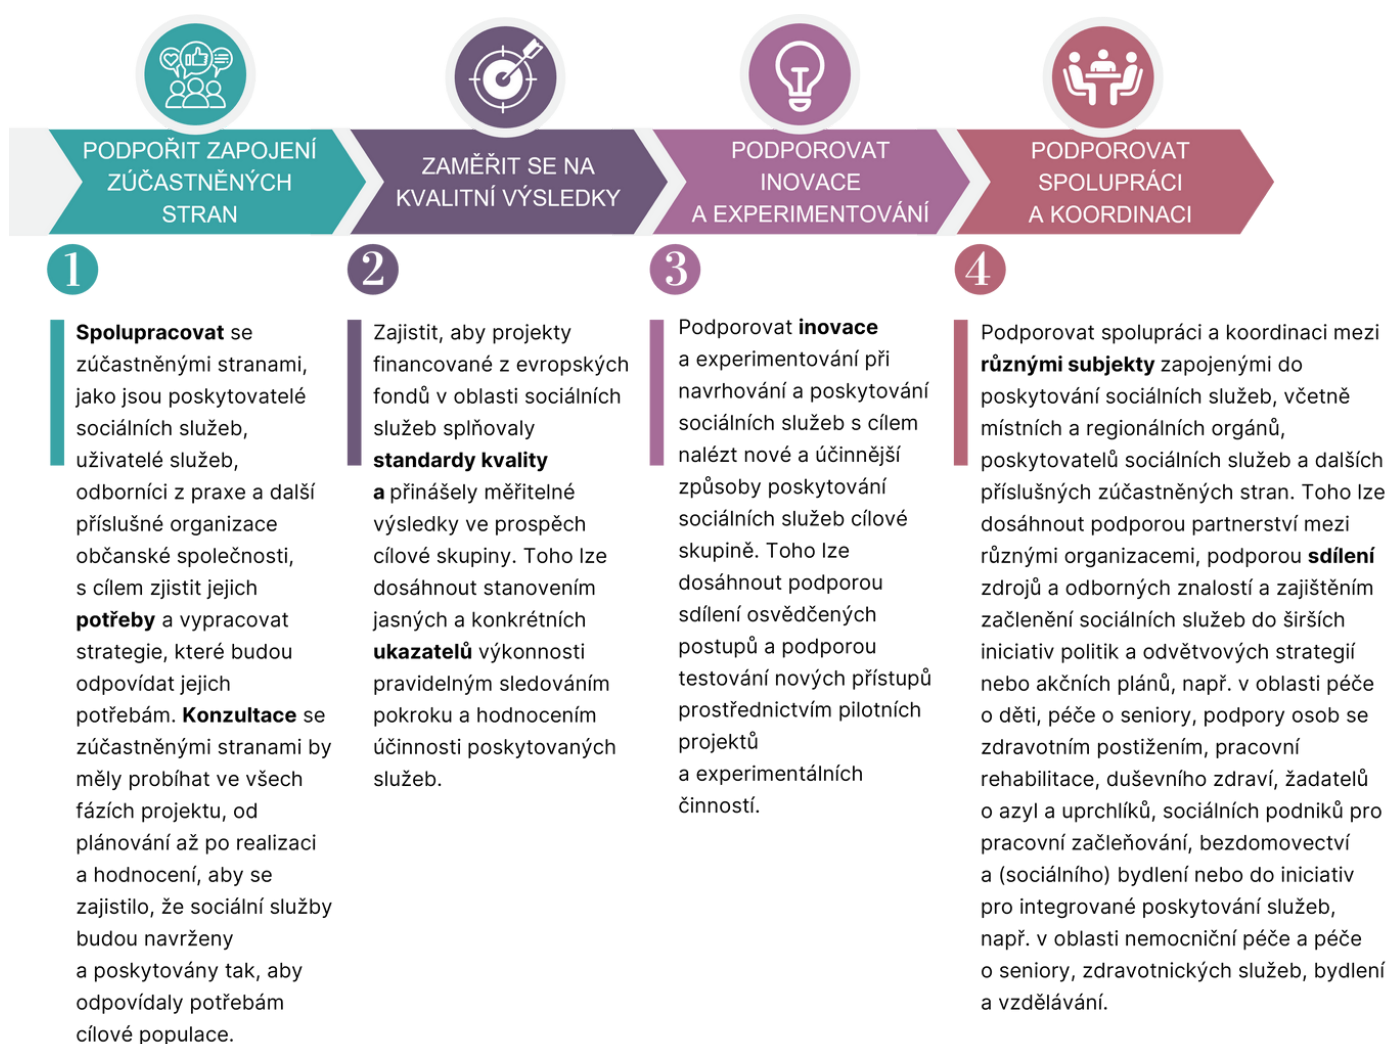 PODPOŘIT ZAPOJENÍ
ZÚČASTNĚNÝCH
STRAN
1
Spolupracovat se
zúčastněnými stranami,
jako jsou poskytovatelé
sociálních služeb,
uživatelé služeb,
odborníci z praxe a další
příslušné organizace
občanské společnosti,
s cílem zjistit jejich
potřeby a vypracovat
strategie, které budou
odpovídat jejich
potřebám. Konzultace se
zúčastněnými stranami by
měly probíhat ve všech
fázích projektu, od
plánování až po realizaci
a hodnocení, aby se
zajistilo, že sociální služby
budou navrženy
a poskytovány tak, aby
odpovídaly potřebám
cílové populace.
ZAMĚŘIT SE NA
KVALITNÍ VÝSLEDKY
2
Zajistit, aby projekty
financované z evropských
fondů v oblasti sociálních
služeb splňovaly
standardy kvality
a přinášely měřitelné
výsledky ve prospěch
cílové skupiny. Toho lze
dosáhnout stanovením
jasných a konkrétních
ukazatelů výkonnosti
pravidelným sledováním
pokroku a hodnocením
účinnosti poskytovaných
služeb.
PODPOROVAT
INOVACE
A EXPERIMENTOVÁNÍ
3
Podporovat inovace
a experimentování při
navrhování a poskytování
sociálních služeb s cílem
nalézt nové a účinnější
způsoby poskytování
sociálních služeb cílové
skupině. Toho lze
dosáhnout podporou
sdílení osvědčených
postupů a podporou
testování nových přístupů
prostřednictvím pilotních
projektů
a experimentálních
činností.
PODPOROVAT
SPOLUPRÁCI
A KOORDINACI
4
Podporovat spolupráci a koordinaci mezi
různými subjekty zapojenými do
poskytování sociálních služeb, včetně
místních a regionálních orgánů,
poskytovatelů sociálních služeb a dalších
příslušných zúčastněných stran. Toho lze
dosáhnout podporou partnerství mezi
různými organizacemi, podporou sdílení
zdrojů a odborných znalostí a zajištěním
začlenění sociálních služeb do širších
iniciativ politik a odvětvových strategií
nebo akčních plánů, např. v oblasti péče
o děti, péče o seniory, podpory osob se
zdravotním postižením, pracovní
rehabilitace, duševního zdraví, žadatelů
o azyl a uprchlíků, sociálních podniků pro
pracovní začleňování, bezdomovectví
a (sociálního) bydlení nebo do iniciativ
pro integrované poskytování služeb,
např. v oblasti nemocniční péče a péče
o seniory, zdravotnických služeb, bydlení
a vzdělávání.